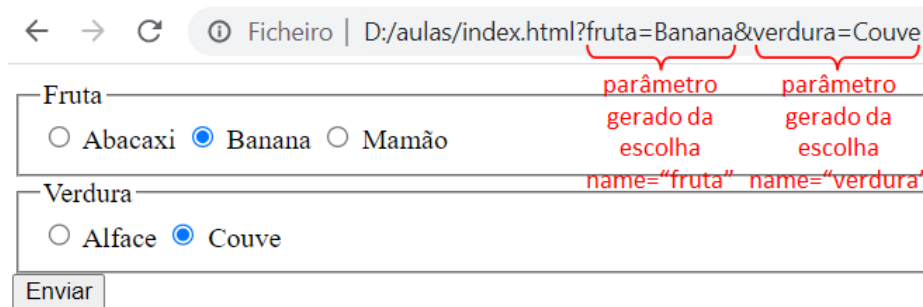 Ficheiro | D:/aulas/index.html?fruta=Banana&verdura=Couve
parâmetro gerado da escolha name="fruta"
parâmetro gerado da escolha name="verdura"
Fruta
Abacaxi Banana Mamão
Verdura
Alface Couve
Enviar